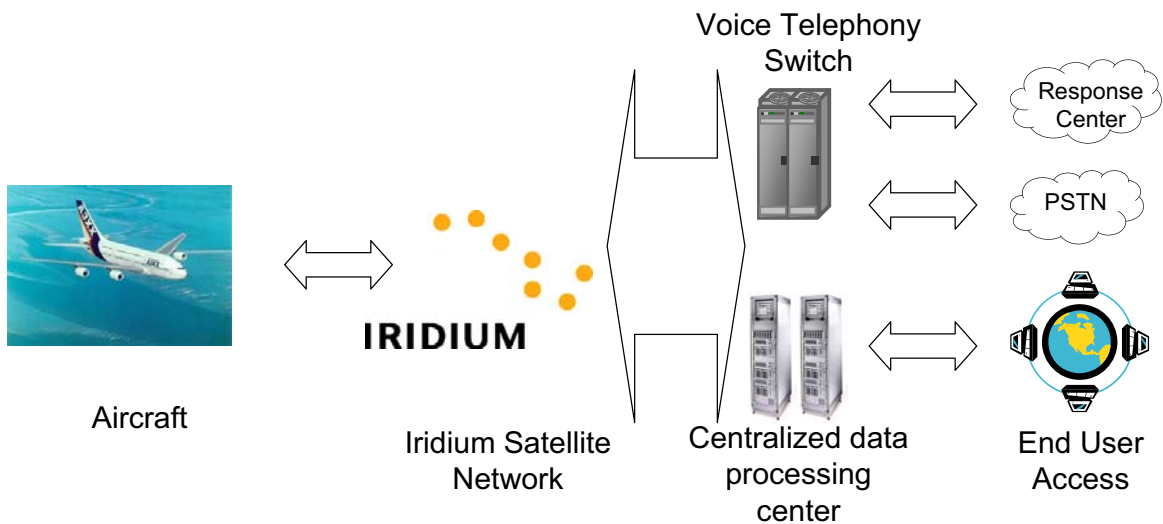 Voice Telephony
Switch
Response
Center
PSTN
IRIDIUM
Aircraft
Iridium Satellite
Network
Centralized data
processing
center
End User
Access